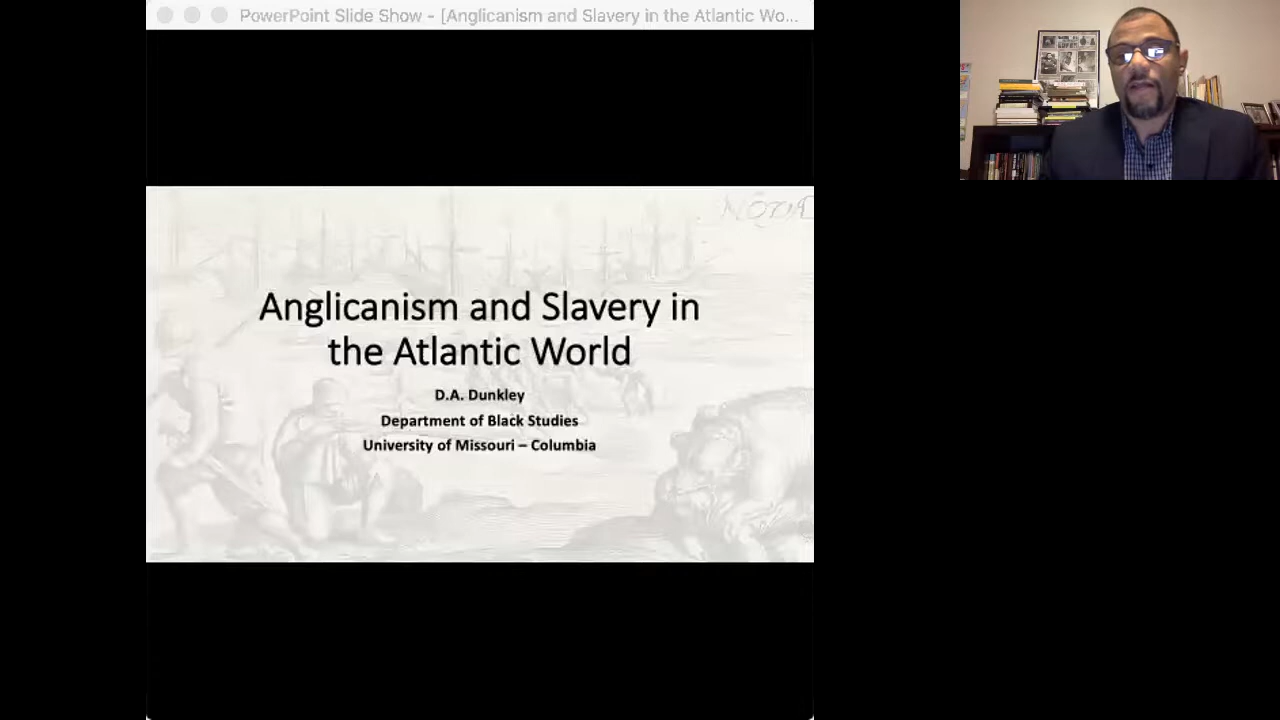 PowerPoint Slide Show - [Anglicanism and Slavery in the Atlantic Wo...
Anglicanism and Slavery in
the Atlantic World
D.A. Dunkley
Department of Black Studies
University of Missouri – Columbia